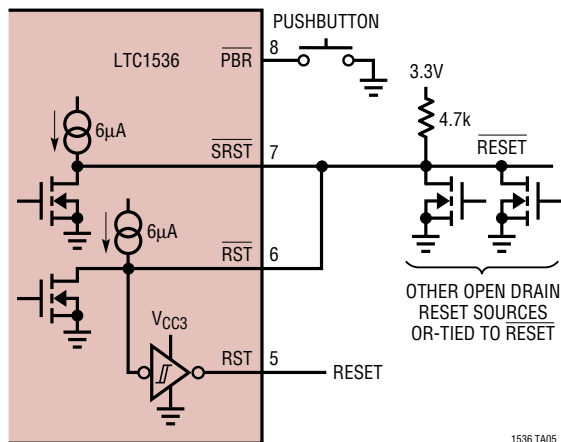 PUSHBUTTON
LTC1536
PBR
8
3.3V
4.7k
6µA
SRST
7
RESET
6µA
RST
6
OTHER OPEN DRAIN
RESET SOURCES
OR-TIED TO RESET
VCC3
RST
5
RESET
1536 TA05